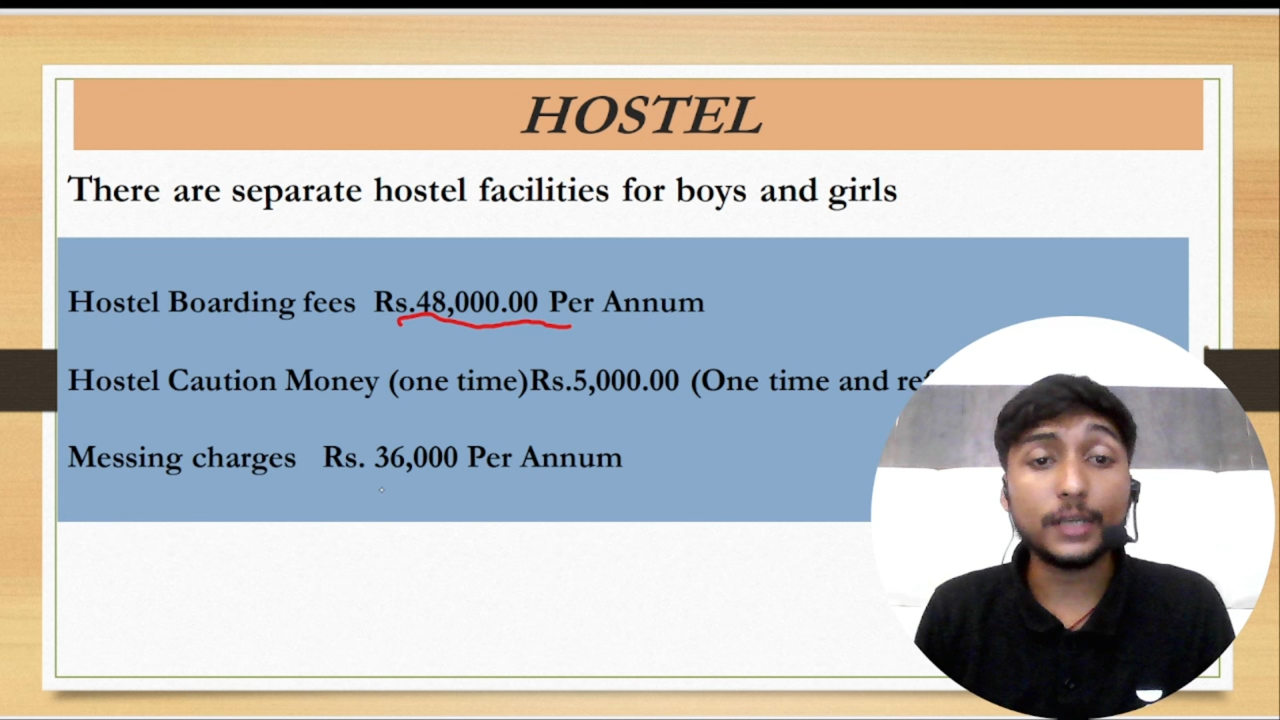 HOSTEL
There are separate hostel facilities for boys and girls
Hostel Boarding fees Rs.48,000.00 Per Annum
Hostel Caution Money (one time)Rs.5,000.00 (One time and
Messing charges Rs. 36,000 Per Annum